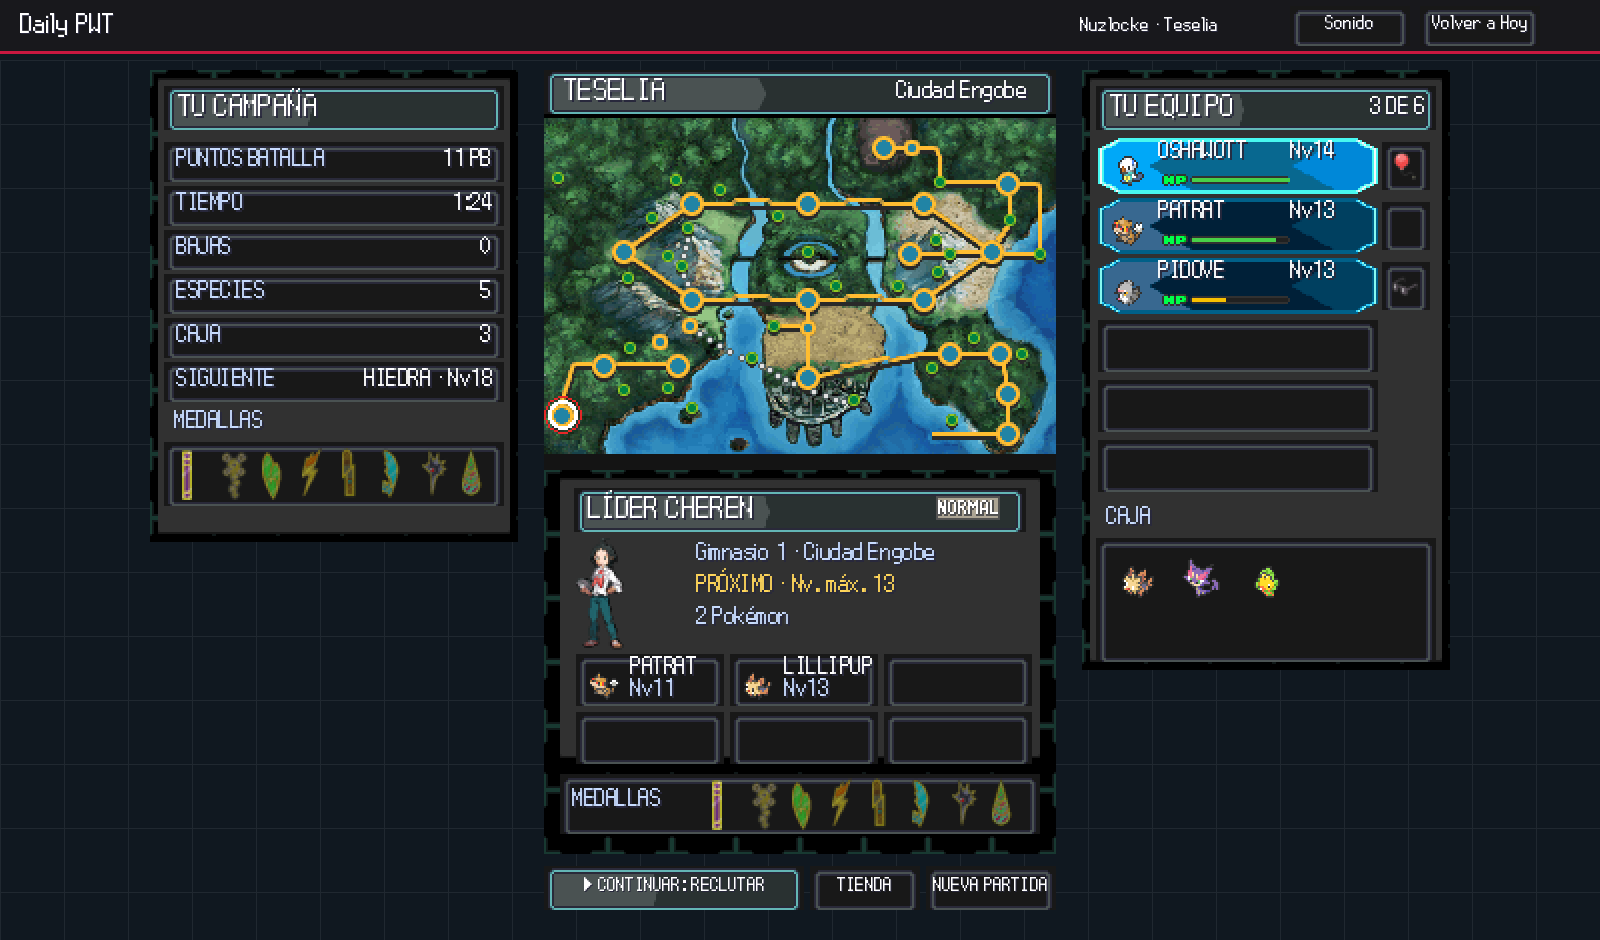 Daily PWT
Nuzlocke · Teselia
Sonido
Volver a Hoy
TU CAMPAÑA
PUNTOS BATALLA 11 PB
TIEMPO 1:24
BAJAS 0
ESPECIES 5
CAJA 3
SIGUIENTE HIEDRA · Nv18
MEDALLAS
TESELIA Ciudad Engobe
LÍDER CHEREN NORMAL
Gimnasio 1 · Ciudad Engobe
PRÓXIMO · Nv. máx. 13
2 Pokémon
PATRAT
Nv11
LILLIPUP
Nv13
MEDALLAS
CONTINUAR: RECLUTAR
TIENDA
NUEVA PARTIDA
TU EQUIPO 3 DE 6
OSHAWOTT Nv14
HP
PATRAT Nv13
HP
PIDOVE Nv13
HP
CAJA